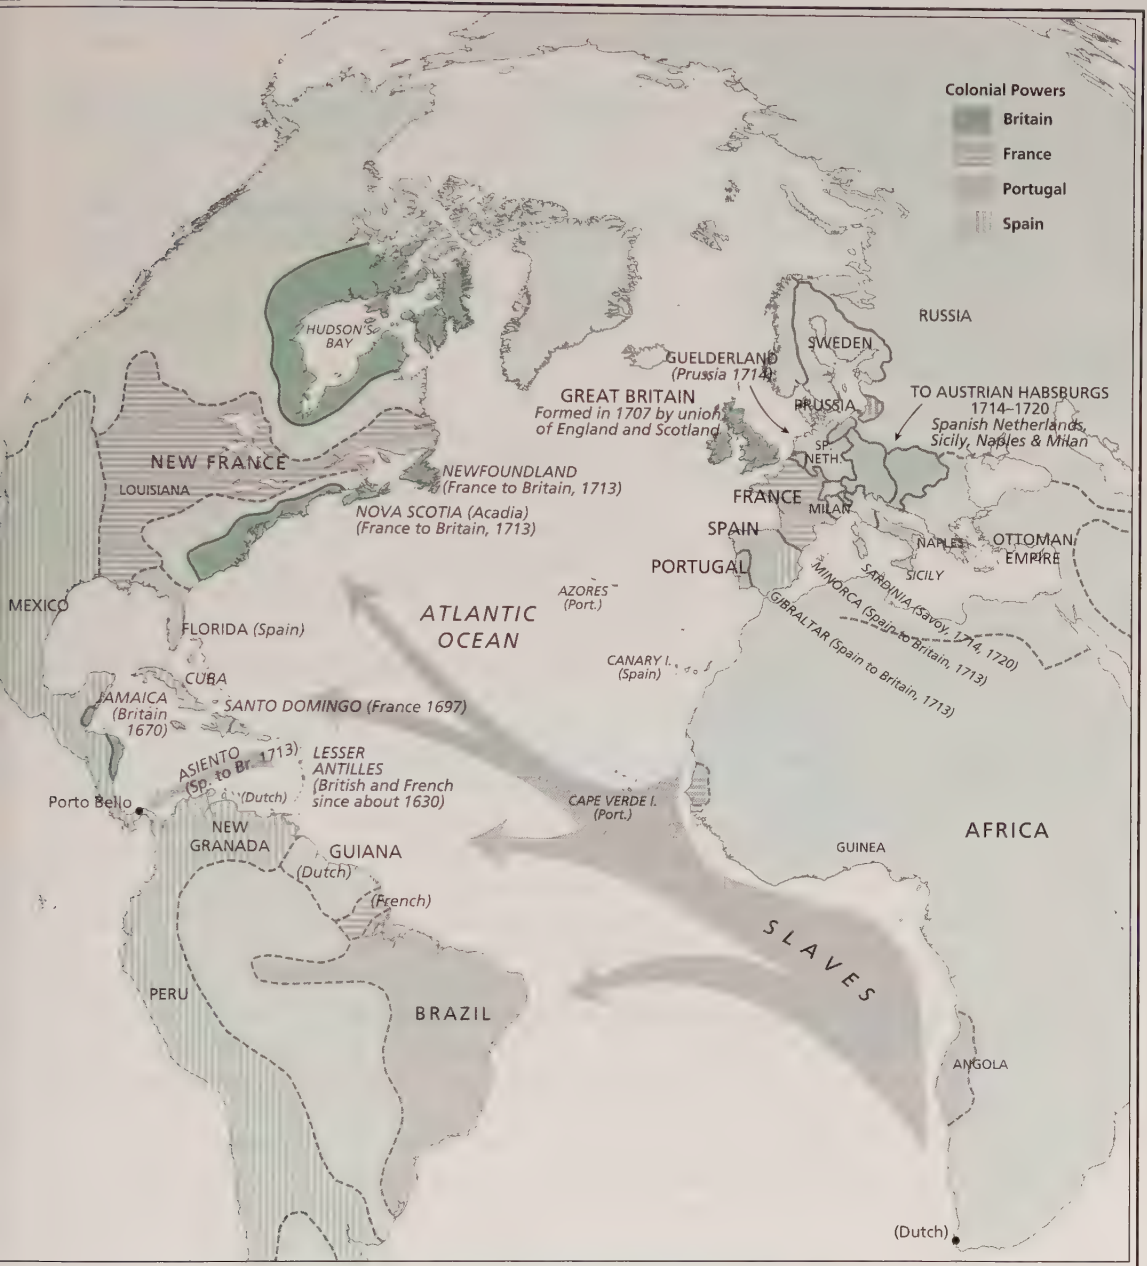 Colonial Powers
Britain
France
Portugal
Spain
RUSSIA
SWEDEN
HUDSON'S
BAY
GUELDERLAND
(Prussia 1714)
PRUSSIA
GREAT BRITAIN
Formed in 1707 by union
of England and Scotland
TO AUSTRIAN HABSBURGS
1714–1720
Spanish Netherlands,
Sicily, Naples & Milan
SP.
NETH.
NEW FRANCE
LOUISIANA
NEWFOUNDLAND
(France to Britain, 1713)
NOVA SCOTIA (Acadia)
(France to Britain, 1713)
FRANCE
MILAN
SPAIN
PORTUGAL
NAPLES
SICILY
OTTOMAN
EMPIRE
SARDINIA (Savoy, 1714, 1720)
MINORCA (Spain to Britain, 1713)
GIBRALTAR (Spain to Britain, 1713)
MEXICO
AZORES
(Port.)
ATLANTIC
OCEAN
FLORIDA (Spain)
CANARY I.
(Spain)
CUBA
JAMAICA
(Britain
1670)
SANTO DOMINGO (France 1697)
ASIENTO
(Sp. to Br. 1713)
LESSER
ANTILLES
(British and French
since about 1630)
Porto Bello
(Dutch)
CAPE VERDE I.
(Port.)
NEW
GRANADA
GUIANA
(Dutch)
(French)
GUINEA
AFRICA
SLAVES
PERU
BRAZIL
ANGOLA
(Dutch)